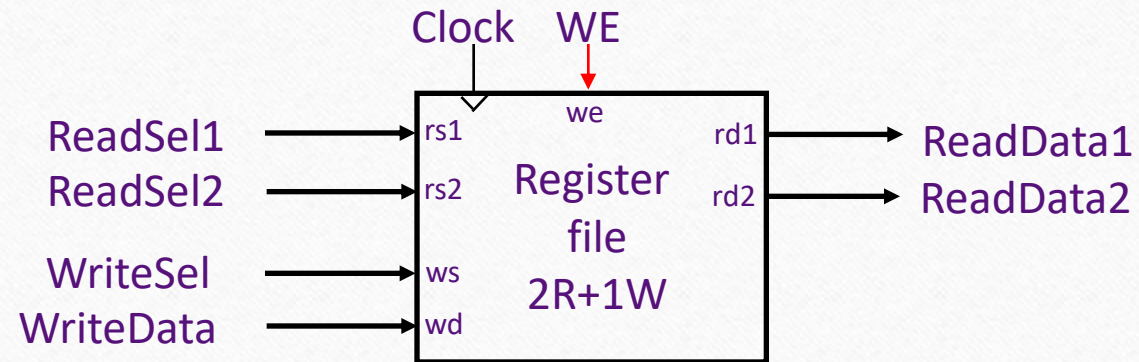 Clock WE
we
ReadSel1 rs1 rd1 ReadData1
ReadSel2 rs2 Register rd2 ReadData2
file
WriteSel ws 2R+1W
WriteData wd